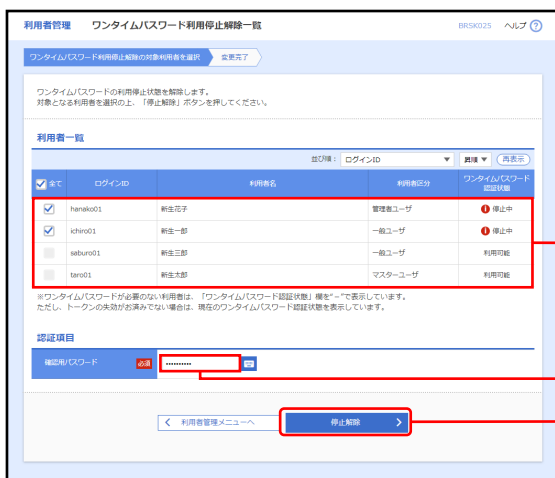 利用者管理 ワンタイムパスワード利用停止解除一覧 BRSK025 ヘルプ ?
ワンタイムパスワード利用停止解除の対象利用者を選択 変更完了
ワンタイムパスワードの利用停止状態を解除します。
対象となる利用者を選択の上、「停止解除」ボタンを押してください。
利用者一覧
並び順： ログインID ▼ 昇順 ▼ 再表示
全て ログインID 利用者名 利用者区分 ワンタイムパスワード
認証状態
hanako01 新生花子 管理者ユーザ 停止中
ichiro01 新生一郎 一般ユーザ 停止中
saburo01 新生三郎 一般ユーザ 利用可能
taro01 新生太郎 マスターユーザ 利用可能
※ワンタイムパスワードが必要のない利用者は、「ワンタイムパスワード認証状態」欄を"－"で表示しています。
ただし、トークンの失効がお済みでない場合は、現在のワンタイムパスワード認証状態を表示しています。
認証項目
確認用パスワード 必須 ••••••••••
利用者管理メニューへ 停止解除